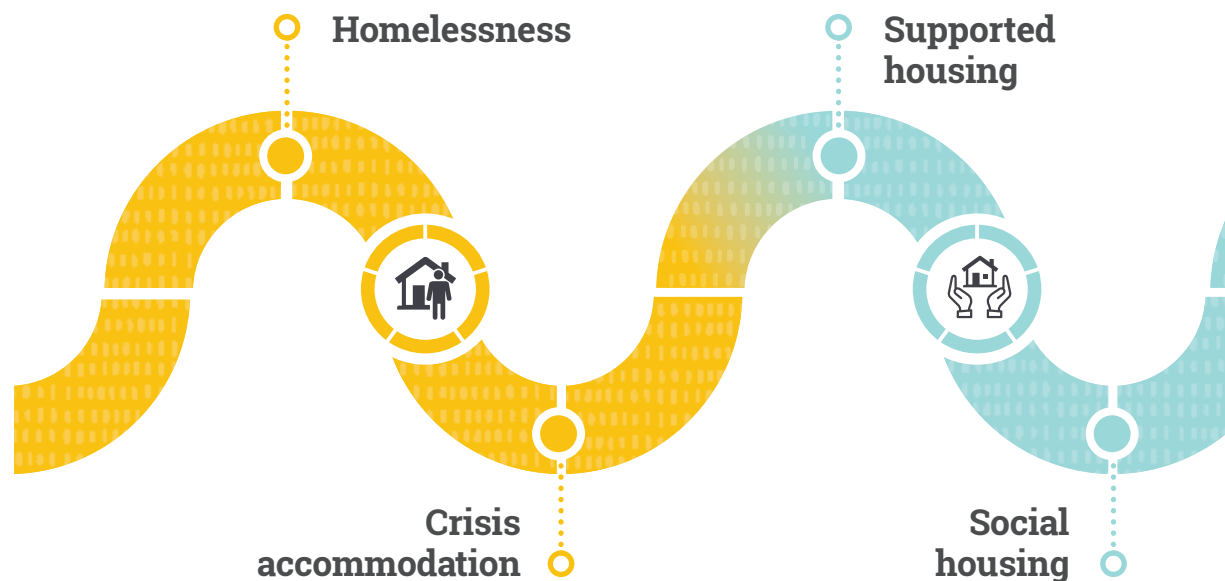 Homelessness
Supported
housing
Crisis
accommodation
Social
housing